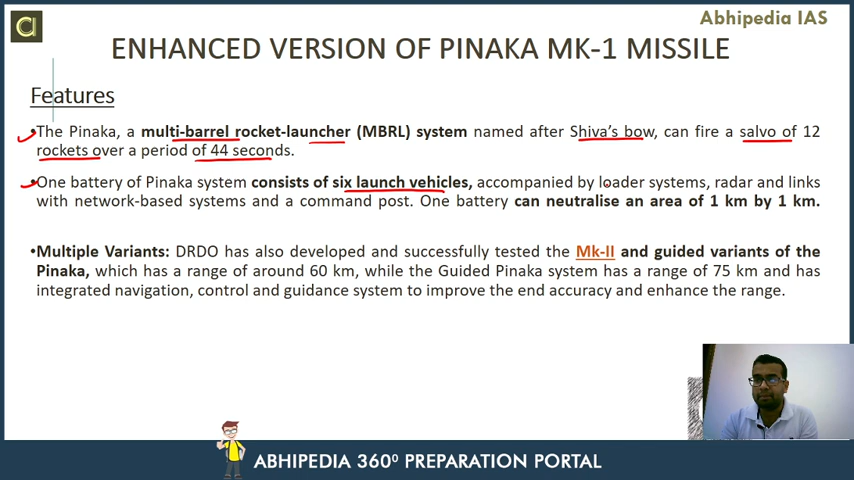 a
Abhipedia IAS
ENHANCED VERSION OF PINAKA MK-1 MISSILE
Features
•The Pinaka, a multi-barrel rocket-launcher (MBRL) system named after Shiva's bow, can fire a salvo of 12
rockets over a period of 44 seconds.
•One battery of Pinaka system consists of six launch vehicles, accompanied by loader systems, radar and links
with network-based systems and a command post. One battery can neutralise an area of 1 km by 1 km.
•Multiple Variants: DRDO has also developed and successfully tested the Mk-II and guided variants of the
Pinaka, which has a range of around 60 km, while the Guided Pinaka system has a range of 75 km and has
integrated navigation, control and guidance system to improve the end accuracy and enhance the range.
ABHIPEDIA 360⁰ PREPARATION PORTAL